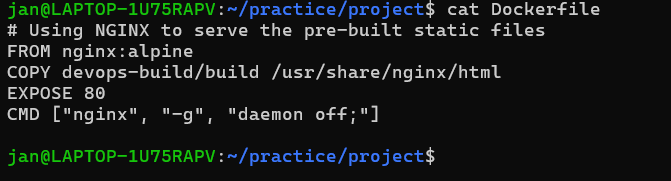 jan@LAPTOP-1U75RAPV:~/practice/project$ cat Dockerfile
# Using NGINX to serve the pre-built static files
FROM nginx:alpine
COPY devops-build/build /usr/share/nginx/html
EXPOSE 80
CMD ["nginx", "-g", "daemon off;"]
jan@LAPTOP-1U75RAPV:~/practice/project$